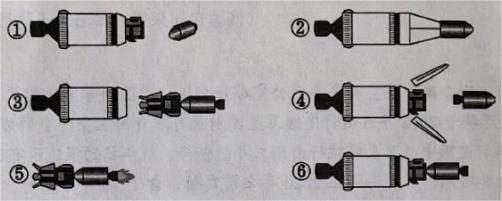 ① ②
③ ④
⑤ ⑥